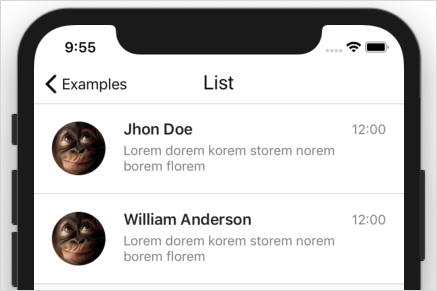 9:55
Examples
List
Jhon Doe
12:00
Lorem dorem korem storem norem
borem florem
William Anderson
12:00
Lorem dorem korem storem norem
borem florem